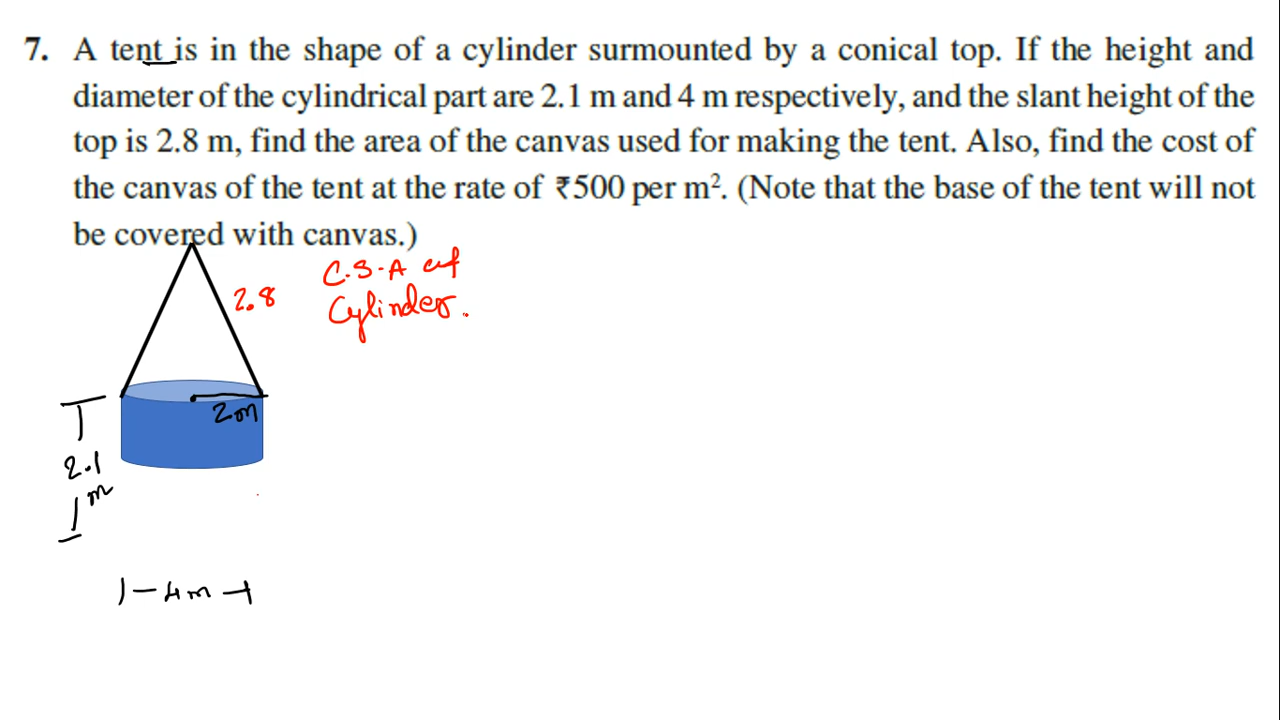 7. A tent is in the shape of a cylinder surmounted by a conical top. If the height and
diameter of the cylindrical part are 2.1 m and 4 m respectively, and the slant height of the
top is 2.8 m, find the area of the canvas used for making the tent. Also, find the cost of
the canvas of the tent at the rate of ₹500 per m². (Note that the base of the tent will not
be covered with canvas.)
C.S.A of
Cylinder.
2.8
2m
2.1
m
4m